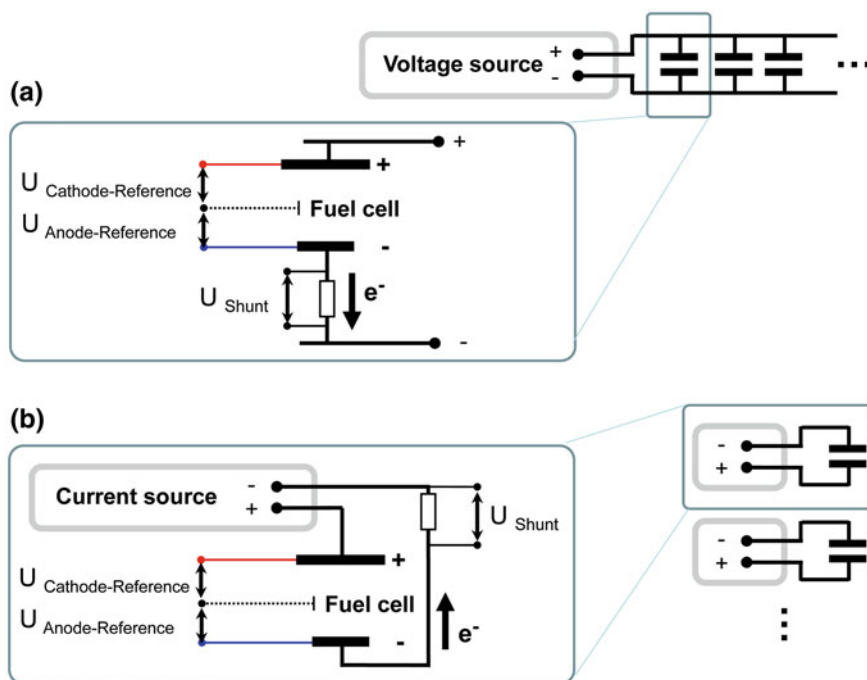 Voltage source
+
-
...
(a)
+
+
U Cathode-Reference
Fuel cell
U Anode-Reference
-
U Shunt
e-
-
(b)
-
+
Current source
-
+
U Shunt
+
U Cathode-Reference
Fuel cell
U Anode-Reference
-
e-
-
+